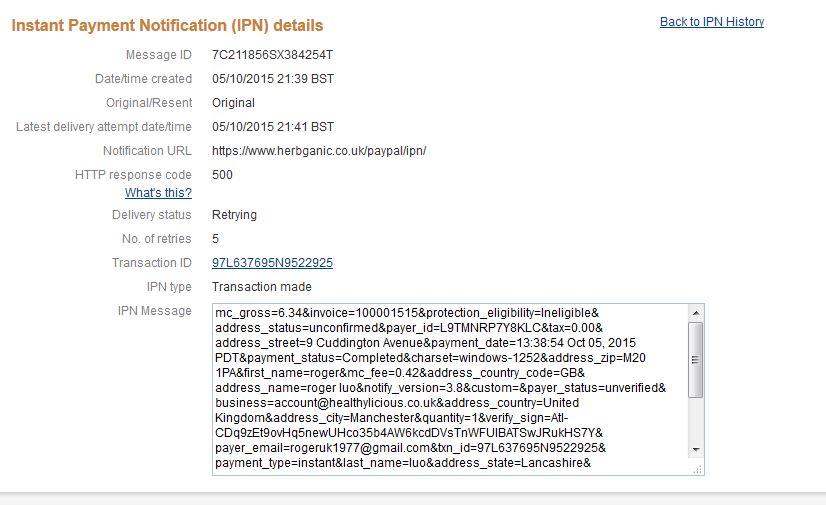 Instant Payment Notification (IPN) details
Back to IPN History
Message ID 7C211856SX384254T
Date/time created 05/10/2015 21:39 BST
Original/Resent Original
Latest delivery attempt date/time 05/10/2015 21:41 BST
Notification URL https://www.herbganic.co.uk/paypal/ipn/
HTTP response code 500
What's this?
Delivery status Retrying
No. of retries 5
Transaction ID 97L637695N9522925
IPN type Transaction made
IPN Message mc_gross=6.34&invoice=100001515&protection_eligibility=Ineligible&
address_status=unconfirmed&payer_id=L9TMNRP7Y8KLC&tax=0.00&
address_street=9 Cuddington Avenue&payment_date=13:38:54 Oct 05, 2015
PDT&payment_status=Completed&charset=windows-1252&address_zip=M20
1PA&first_name=roger&mc_fee=0.42&address_country_code=GB&
address_name=roger luo&notify_version=3.8&custom=&payer_status=unverified&
business=account@healthylicious.co.uk&address_country=United
Kingdom&address_city=Manchester&quantity=1&verify_sign=AtI-
CDq9zEt9ovHq5newUHco35b4AW6kcdDVsTnWFUlBATSwJRukHS7Y&
payer_email=rogeruk1977@gmail.com&txn_id=97L637695N9522925&
payment_type=instant&last_name=luo&address_state=Lancashire&